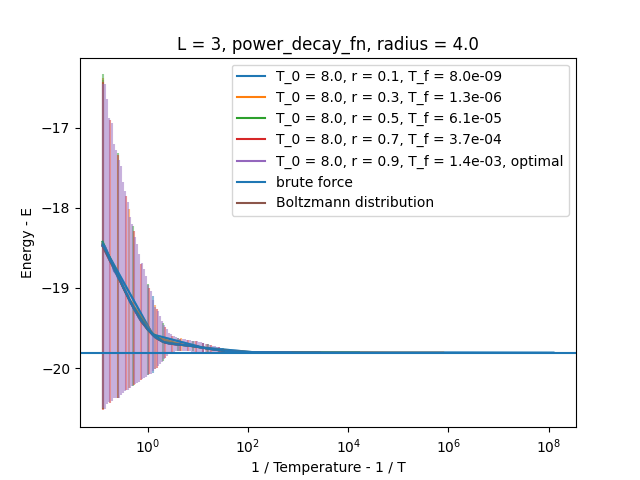 L = 3, power_decay_fn, radius = 4.0
T_0 = 8.0, r = 0.1, T_f = 8.0e-09
T_0 = 8.0, r = 0.3, T_f = 1.3e-06
T_0 = 8.0, r = 0.5, T_f = 6.1e-05
T_0 = 8.0, r = 0.7, T_f = 3.7e-04
T_0 = 8.0, r = 0.9, T_f = 1.4e-03, optimal
brute force
Boltzmann distribution
Energy - E
−17
−18
−19
−20
10⁰ 10² 10⁴ 10⁶ 10⁸
1 / Temperature - 1 / T